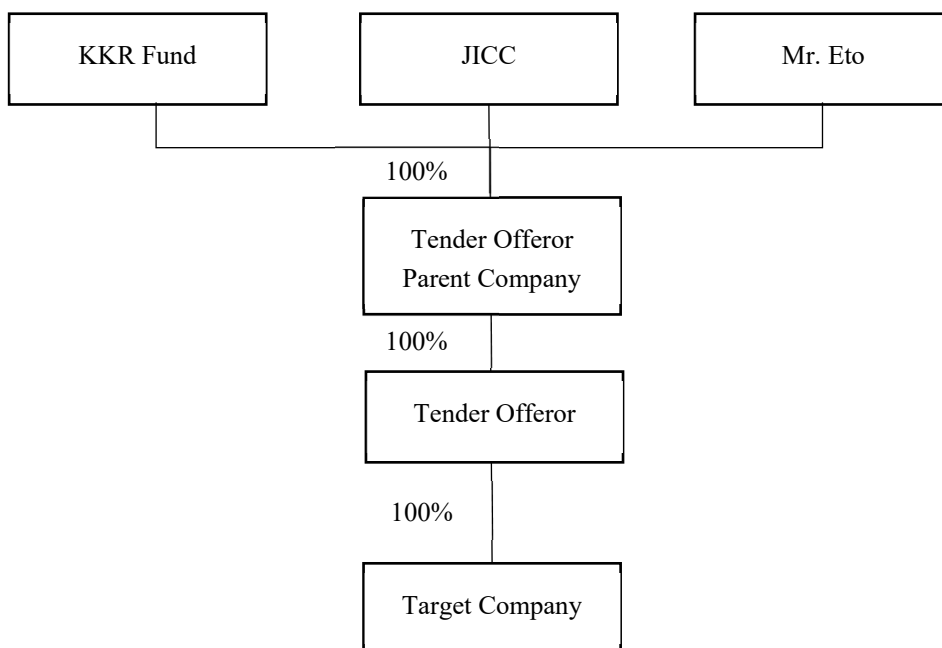 KKR Fund
JICC
Mr. Eto
100%
Tender Offeror
Parent Company
100%
Tender Offeror
100%
Target Company